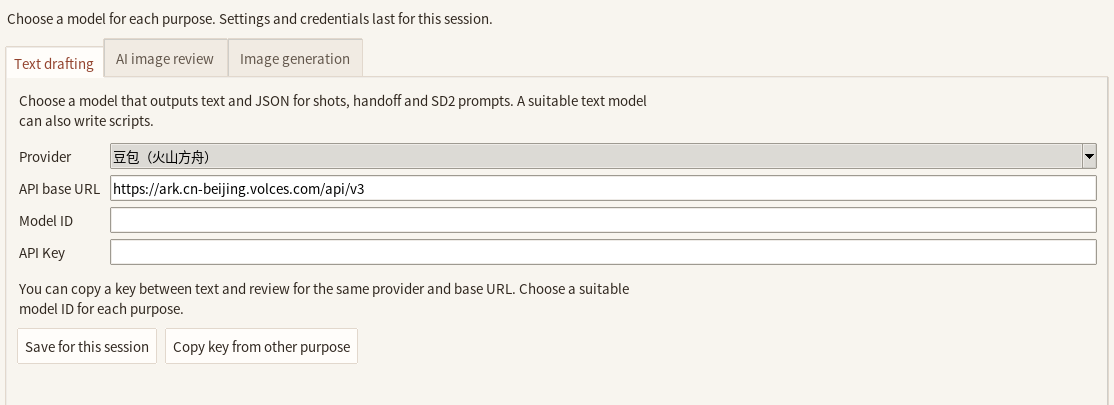 Choose a model for each purpose. Settings and credentials last for this session.
Text drafting
AI image review
Image generation
Choose a model that outputs text and JSON for shots, handoff and SD2 prompts. A suitable text model
can also write scripts.
Provider
豆包（火山方舟）
API base URL
https://ark.cn-beijing.volces.com/api/v3
Model ID
API Key
You can copy a key between text and review for the same provider and base URL. Choose a suitable
model ID for each purpose.
Save for this session
Copy key from other purpose